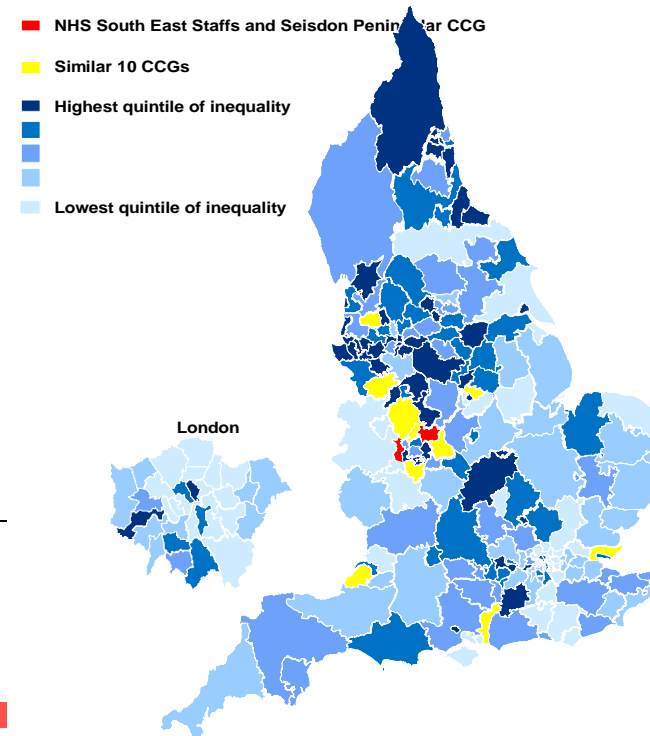 NHS South East Staffs and Seisdon ar CCG
Similar 10 CCGs
Highest quintile of inequality
Lowest quintile of inequality
London